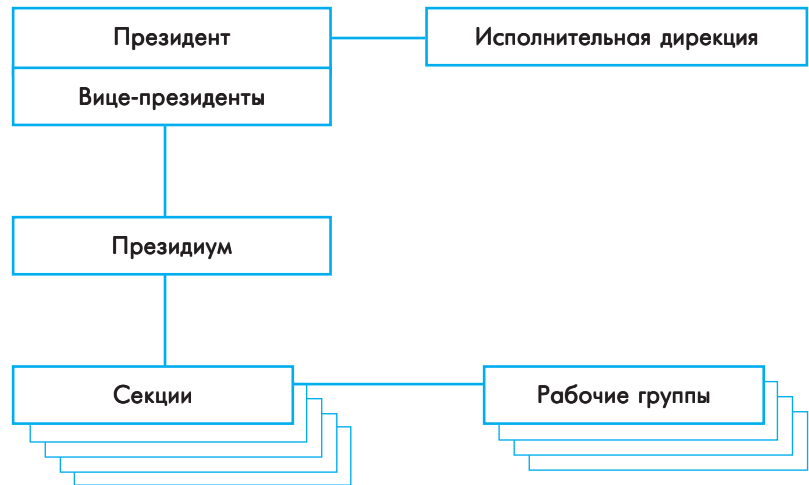 Президент
Исполнительная дирекция
Вице-президенты
Президиум
Секции
Рабочие группы